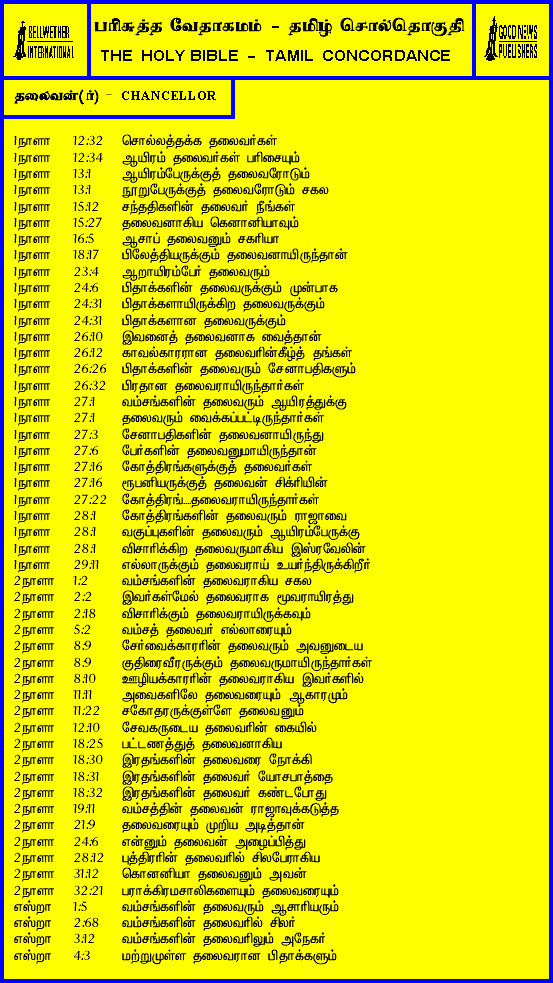 BELLWETHER
INTERNATIONAL
பரிசுத்த வேதாகமம் - தமிழ் சொல்தொகுதி
THE HOLY BIBLE - TAMIL CONCORDANCE
GOOD NEWS
PUBLISHERS
தலைவன்(ர்) - CHANCELLOR
1நாளா 12:32 சொல்லத்தக்க தலைவர்கள்
1நாளா 12:34 ஆயிரம் தலைவர்கள் பரிசையும்
1நாளா 13:1 ஆயிரம்பேருக்குத் தலைவரோடும்
1நாளா 13:1 நூறுபேருக்குத் தலைவரோடும் சகல
1நாளா 15:12 சந்ததிகளின் தலைவர் நீங்கள்
1நாளா 15:27 தலைவனாகிய கெனானியாவும்
1நாளா 16:5 ஆசாப் தலைவனும் சகரியா
1நாளா 18:17 பிலேத்தியருக்கும் தலைவனாயிருந்தான்
1நாளா 23:4 ஆறாயிரம்பேர் தலைவரும்
1நாளா 24:6 பிதாக்களின் தலைவருக்கும் முன்பாக
1நாளா 24:31 பிதாக்களாயிருக்கிற தலைவருக்கும்
1நாளா 24:31 பிதாக்களான தலைவருக்கும்
1நாளா 26:10 இவனைத் தலைவனாக வைத்தான்
1நாளா 26:12 காவல்காரரான தலைவரின்கீழ்த் தங்கள்
1நாளா 26:26 பிதாக்களின் தலைவரும் சேனாபதிகளும்
1நாளா 26:32 பிரதான தலைவராயிருந்தார்கள்
1நாளா 27:1 வம்சங்களின் தலைவரும் ஆயிரத்துக்கு
1நாளா 27:1 தலைவரும் வைக்கப்பட்டிருந்தார்கள்
1நாளா 27:3 சேனாபதிகளின் தலைவனாயிருந்து
1நாளா 27:6 பேர்களின் தலைவனுமாயிருந்தான்
1நாளா 27:16 கோத்திரங்களுக்குத் தலைவர்கள்
1நாளா 27:16 ரூபனியருக்குத் தலைவன் சிக்ரியின்
1நாளா 27:22 கோத்திரங்...தலைவராயிருந்தார்கள்
1நாளா 28:1 கோத்திரங்களின் தலைவரும் ராஜாவை
1நாளா 28:1 வகுப்புகளின் தலைவரும் ஆயிரம்பேருக்கு
1நாளா 28:1 விசாரிக்கிற தலைவருமாகிய இஸ்ரவேலின்
1நாளா 29:11 எல்லாருக்கும் தலைவராய் உயர்ந்திருக்கிறீர்
2நாளா 1:2 வம்சங்களின் தலைவராகிய சகல
2நாளா 2:2 இவர்கள்மேல் தலைவராக மூவாயிரத்து
2நாளா 2:18 விசாரிக்கும் தலைவராயிருக்கவும்
2நாளா 5:2 வம்சத் தலைவர் எல்லாரையும்
2நாளா 8:9 சேர்வைக்காரரின் தலைவரும் அவனுடைய
2நாளா 8:9 குதிரைவீரருக்கும் தலைவருமாயிருந்தார்கள்
2நாளா 8:10 ஊழியக்காரரின் தலைவராகிய இவர்களில்
2நாளா 11:11 அவைகளிலே தலைவரையும் ஆகாரமும்
2நாளா 11:22 சகோதரருக்குள்ளே தலைவனும்
2நாளா 12:10 சேவகருடைய தலைவரின் கையில்
2நாளா 18:25 பட்டணத்துத் தலைவனாகிய
2நாளா 18:30 இரதங்களின் தலைவரை நோக்கி
2நாளா 18:31 இரதங்களின் தலைவர் யோசபாத்தை
2நாளா 18:32 இரதங்களின் தலைவர் கண்டபோது
2நாளா 19:11 வம்சத்தின் தலைவன் ராஜாவுக்கடுத்த
2நாளா 21:9 தலைவரையும் முறிய அடித்தான்
2நாளா 24:6 என்னும் தலைவன் அழைப்பித்து
2நாளா 28:12 புத்திரரின் தலைவரில் சிலபேராகிய
2நாளா 31:12 கொனனியா தலைவனும் அவன்
2நாளா 32:21 பராக்கிரமசாலிகளையும் தலைவரையும்
எஸ்றா 1:5 வம்சங்களின் தலைவரும் ஆசாரியரும்
எஸ்றா 2:68 வம்சங்களின் தலைவரில் சிலர்
எஸ்றா 3:12 வம்சங்களின் தலைவரிலும் அநேகர்
எஸ்றா 4:3 மற்றுமுள்ள தலைவரான பிதாக்களும்